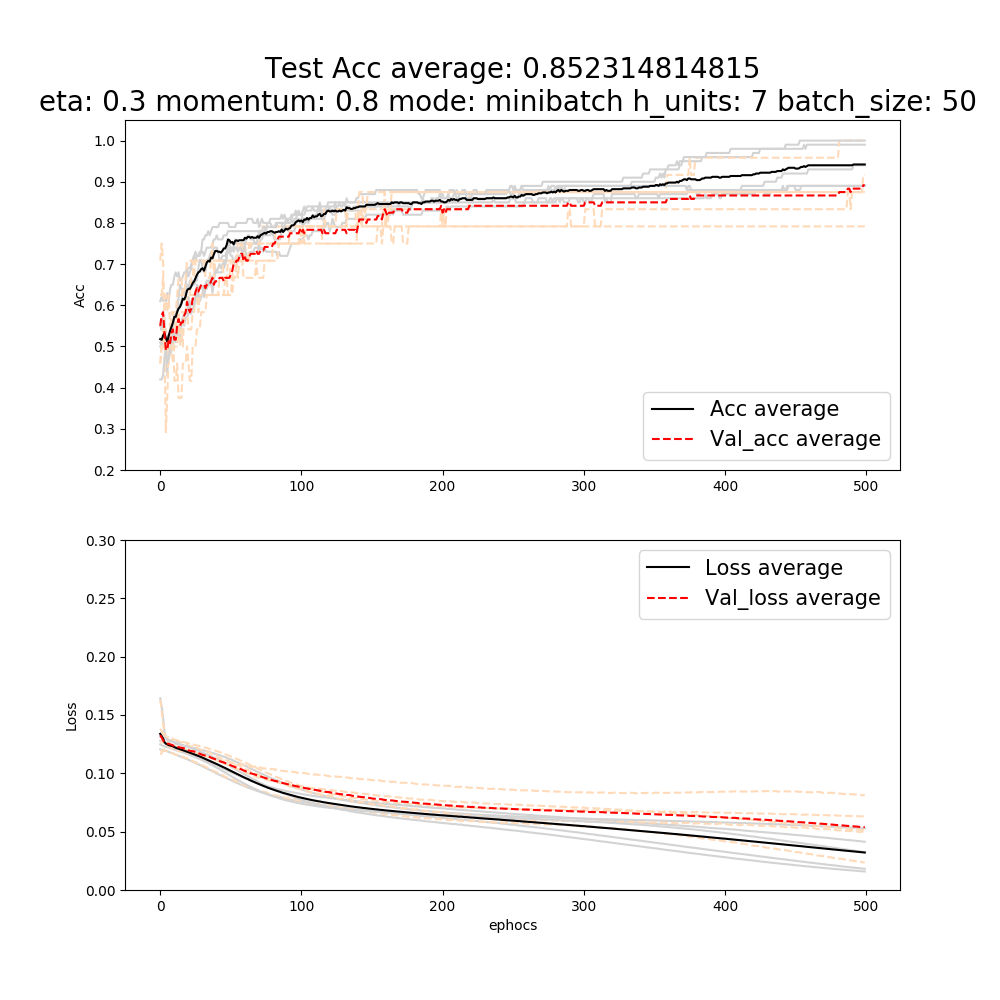 Test Acc average: 0.852314814815
eta: 0.3 momentum: 0.8 mode: minibatch h_units: 7 batch_size: 50
1.0
0.9
0.8
0.7
0.6
0.5
0.4
0.3
0.2
Acc
Acc average
Val_acc average
0 100 200 300 400 500
0.30
0.25
0.20
0.15
0.10
0.05
0.00
Loss
Loss average
Val_loss average
0 100 200 300 400 500
ephocs